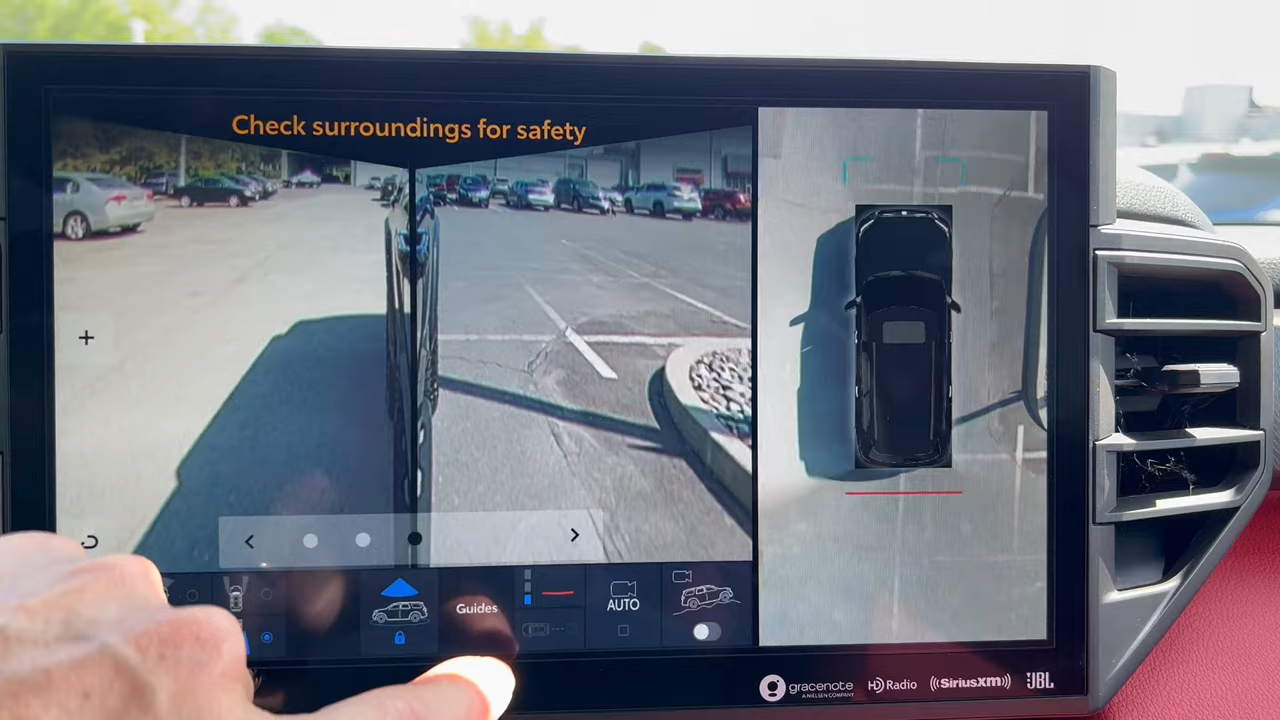 Check surroundings for safety
Guides
AUTO
gracenote
A NIELSEN COMPANY
HD Radio
SiriusXM
JBL